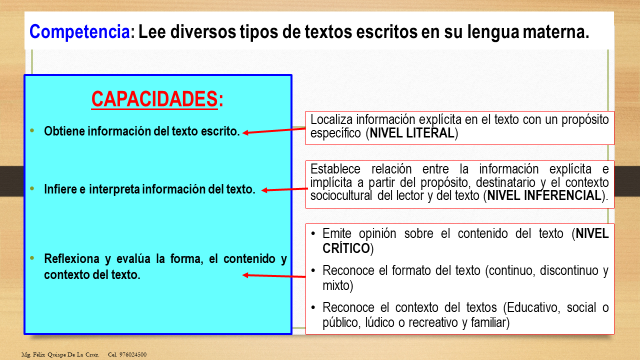 Competencia: Lee diversos tipos de textos escritos en su lengua materna.
CAPACIDADES:
• Obtiene información del texto escrito.
Localiza información explícita en el texto con un propósito
específico (NIVEL LITERAL)
• Infiere e interpreta información del texto.
Establece relación entre la información explícita e
implícita a partir del propósito, destinatario y el contexto
sociocultural del lector y del texto (NIVEL INFERENCIAL).
• Reflexiona y evalúa la forma, el contenido y
contexto del texto.
• Emite opinión sobre el contenido del texto (NIVEL
CRÍTICO)
• Reconoce el formato del texto (continuo, discontinuo y
mixto)
• Reconoce el contexto del textos (Educativo, social o
público, lúdico o recreativo y familiar)
Mg. Félix Quispe De La Cruz Cel. 976024500